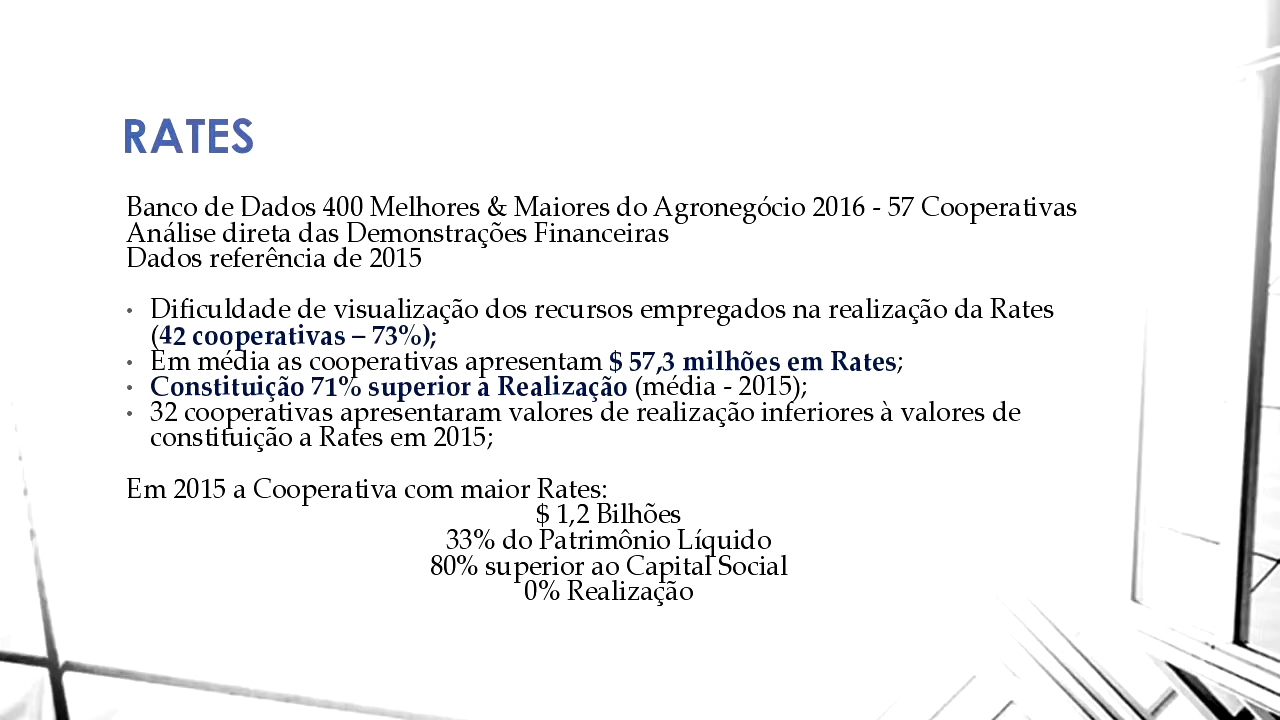 RATES
Banco de Dados 400 Melhores & Maiores do Agronegócio 2016 - 57 Cooperativas
Análise direta das Demonstrações Financeiras
Dados referência de 2015
• Dificuldade de visualização dos recursos empregados na realização da Rates
(42 cooperativas – 73%);
• Em média as cooperativas apresentam $ 57,3 milhões em Rates;
• Constituição 71% superior a Realização (média - 2015);
• 32 cooperativas apresentaram valores de realização inferiores à valores de
constituição a Rates em 2015;
Em 2015 a Cooperativa com maior Rates:
$ 1,2 Bilhões
33% do Patrimônio Líquido
80% superior ao Capital Social
0% Realização